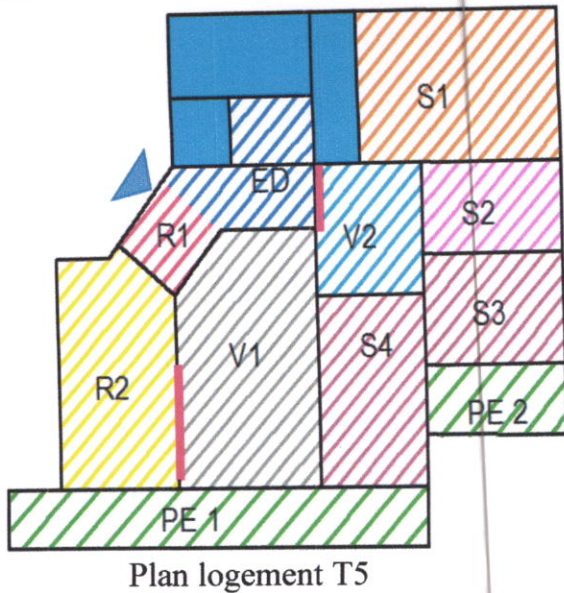 S1
ED
S2
R1
V2
S3
V1
S4
R2
PE 2
PE 1
Plan logement T5